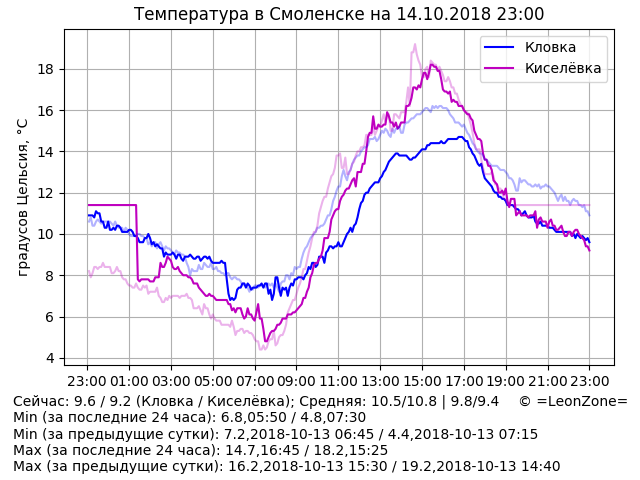 Температура в Смоленске на 14.10.2018 23:00
Кловка
Киселёвка
градусов Цельсия, °C
18
16
14
12
10
8
6
4
23:00 01:00 03:00 05:00 07:00 09:00 11:00 13:00 15:00 17:00 19:00 21:00 23:00
Сейчас: 9.6 / 9.2 (Кловка / Киселёвка); Средняя: 10.5/10.8 | 9.8/9.4 © =LeonZone=
Min (за последние 24 часа): 6.8,05:50 / 4.8,07:30
Min (за предыдущие сутки): 7.2,2018-10-13 06:45 / 4.4,2018-10-13 07:15
Max (за последние 24 часа): 14.7,16:45 / 18.2,15:25
Max (за предыдущие сутки): 16.2,2018-10-13 15:30 / 19.2,2018-10-13 14:40